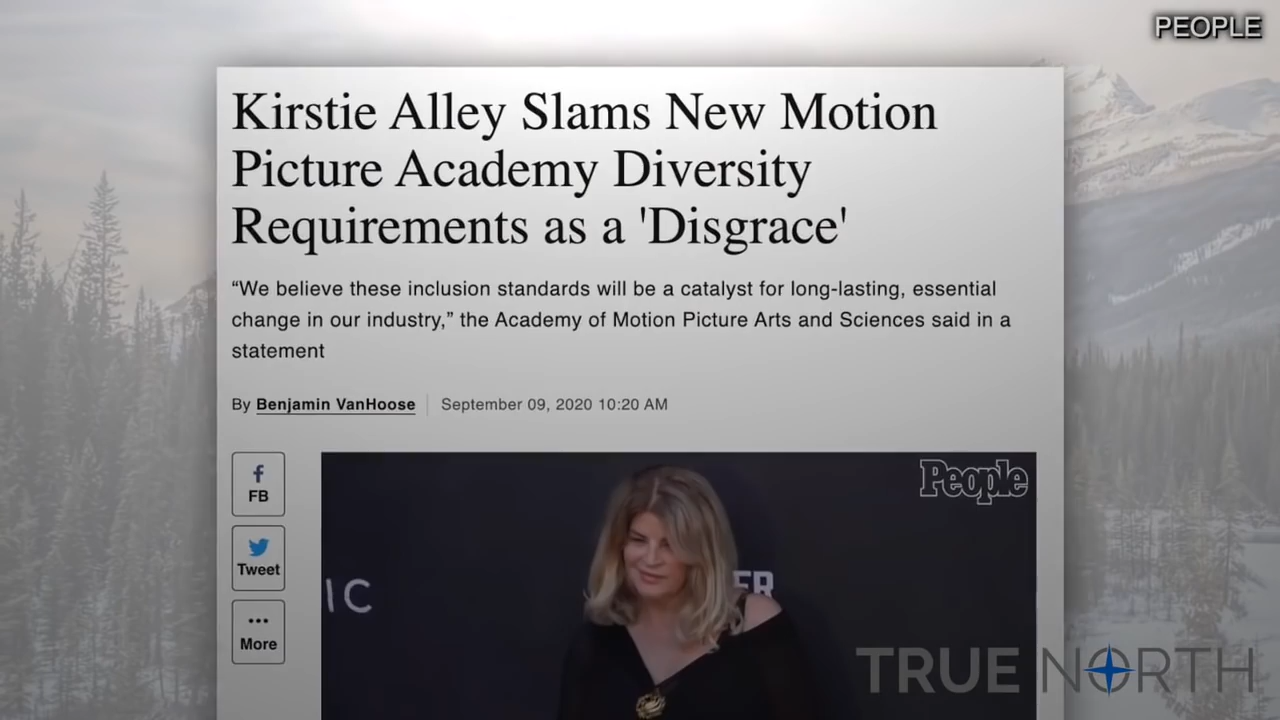 PEOPLE
Kirstie Alley Slams New Motion
Picture Academy Diversity
Requirements as a 'Disgrace'
“We believe these inclusion standards will be a catalyst for long-lasting, essential
change in our industry,” the Academy of Motion Picture Arts and Sciences said in a
statement
By Benjamin VanHoose September 09, 2020 10:20 AM
FB
Tweet
More
People
IC
ER
TRUE NORTH